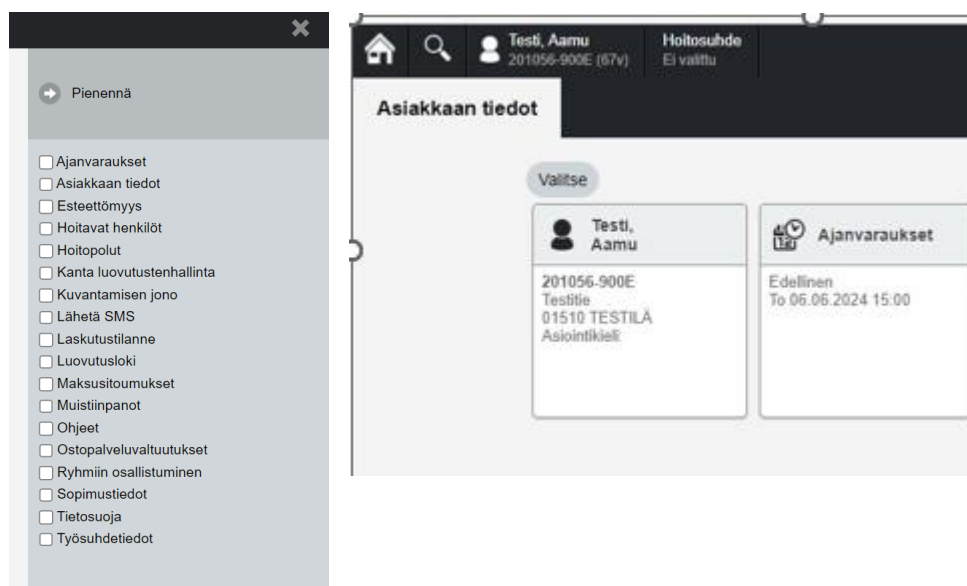 Pienennä
Ajanvaraukset
Asiakkaan tiedot
Esteettömyys
Hoitavat henkilöt
Hoitopolut
Kanta luovutustenhallinta
Kuvantamisen jono
Lähetä SMS
Laskutustilanne
Luovutusloki
Maksusitoumukset
Muistiinpanot
Ohjeet
Ostopalveluvaltuutukset
Ryhmiin osallistuminen
Sopimustiedot
Tietosuoja
Työsuhdetiedot
Testi, Aamu
201056-900E (67v)
Hoitosuhde
Ei valittu
Asiakkaan tiedot
Valitse
Testi,
Aamu
201056-900E
Testitie
01510 TESTILÄ
Asiointikieli:
Ajanvaraukset
Edellinen
To 06.06.2024 15:00